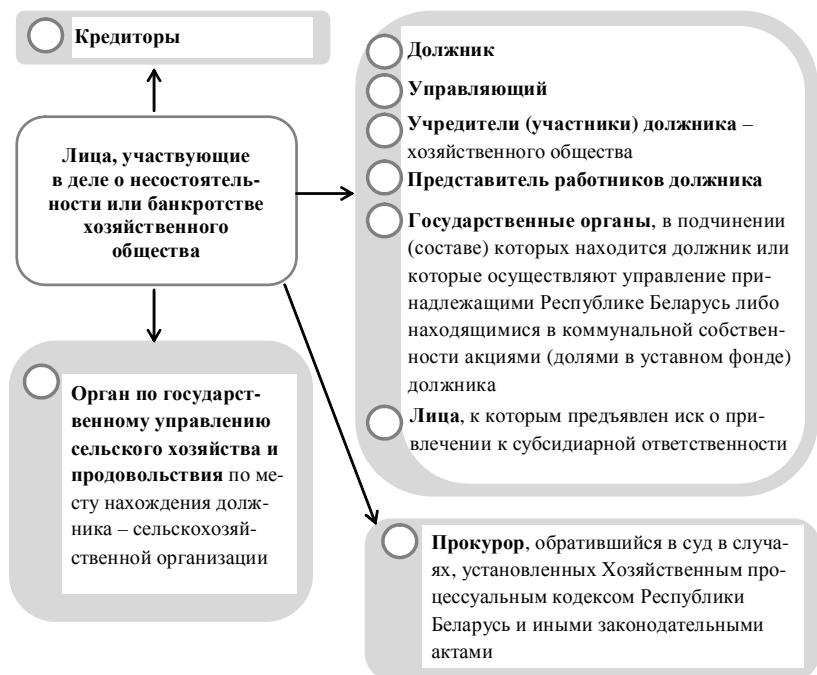 Кредиторы
Лица, участвующие
в деле о несостоятель-
ности или банкротстве
хозяйственного
общества
Должник
Управляющий
Учредители (участники) должника –
хозяйственного общества
Представитель работников должника
Государственные органы, в подчинении
(составе) которых находится должник или
которые осуществляют управление при-
надлежащими Республике Беларусь либо
находящимися в коммунальной собствен-
ности акциями (долями в уставном фонде)
должника
Лица, к которым предъявлен иск о при-
влечении к субсидиарной ответственности
Орган по государст-
венному управлению
сельского хозяйства и
продовольствия по ме-
сту нахождения долж-
ника – сельскохозяй-
ственной организации
Прокурор, обратившийся в суд в случа-
ях, установленных Хозяйственным про-
цессуальным кодексом Республики
Беларусь и иными законодательными
актами